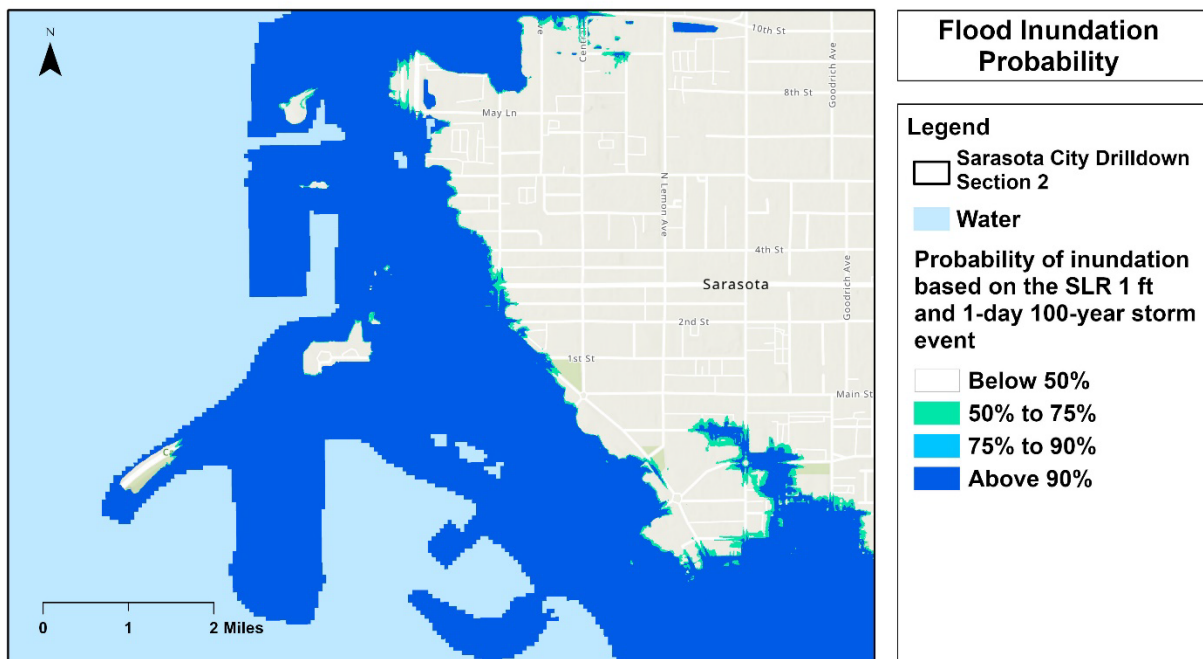 Flood Inundation
Probability
Legend
Sarasota City Drilldown
Section 2
Water
Probability of inundation
based on the SLR 1 ft
and 1-day 100-year storm
event
Below 50%
50% to 75%
75% to 90%
Above 90%
N
10th St
Goodrich Ave
Central
ve
8th St
May Ln
N Lemon Ave
4th St
Sarasota
Goodrich Ave
2nd St
1st St
Main St
0 1 2 Miles